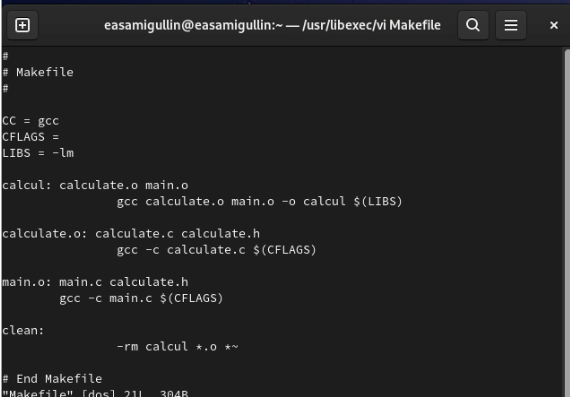 easamigullin@easamigullin:~ — /usr/libexec/vi Makefile
#
# Makefile
#
CC = gcc
CFLAGS =
LIBS = -lm
calcul: calculate.o main.o
gcc calculate.o main.o -o calcul $(LIBS)
calculate.o: calculate.c calculate.h
gcc -c calculate.c $(CFLAGS)
main.o: main.c calculate.h
gcc -c main.c $(CFLAGS)
clean:
-rm calcul *.o *~
# End Makefile
"Makefile" [dos] 21L, 304B